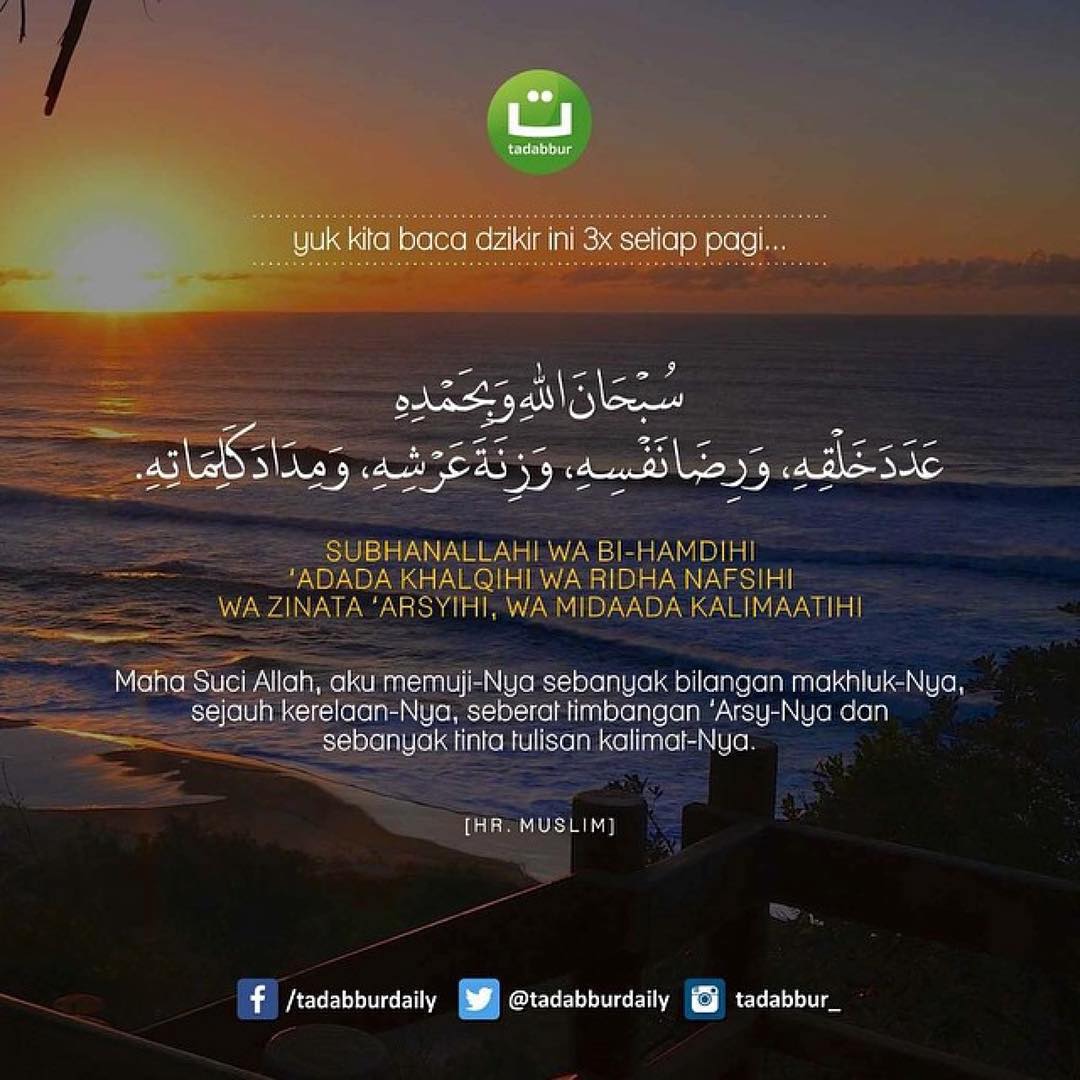 ت
tadabbur
yuk kita baca dzikir ini 3x setiap pagi...
سُبْحَانَ اللهِ وَبِحَمْدِهِ
عَدَدَ خَلْقِهِ، وَرِضَا نَفْسِهِ، وَزِنَةَ عَرْشِهِ، وَمِدَادَ كَلِمَاتِهِ.
SUBHANALLAHI WA BI-HAMDIHI
‘ADADA KHALQIHI WA RIDHA NAFSIHI
WA ZINATA ‘ARSYIHI, WA MIDAADA KALIMAATIHI
Maha Suci Allah, aku memuji-Nya sebanyak bilangan makhluk-Nya,
sejauh kerelaan-Nya, seberat timbangan ‘Arsy-Nya dan
sebanyak tinta tulisan kalimat-Nya.
[HR. MUSLIM]
/tadabburdaily @tadabburdaily tadabbur_